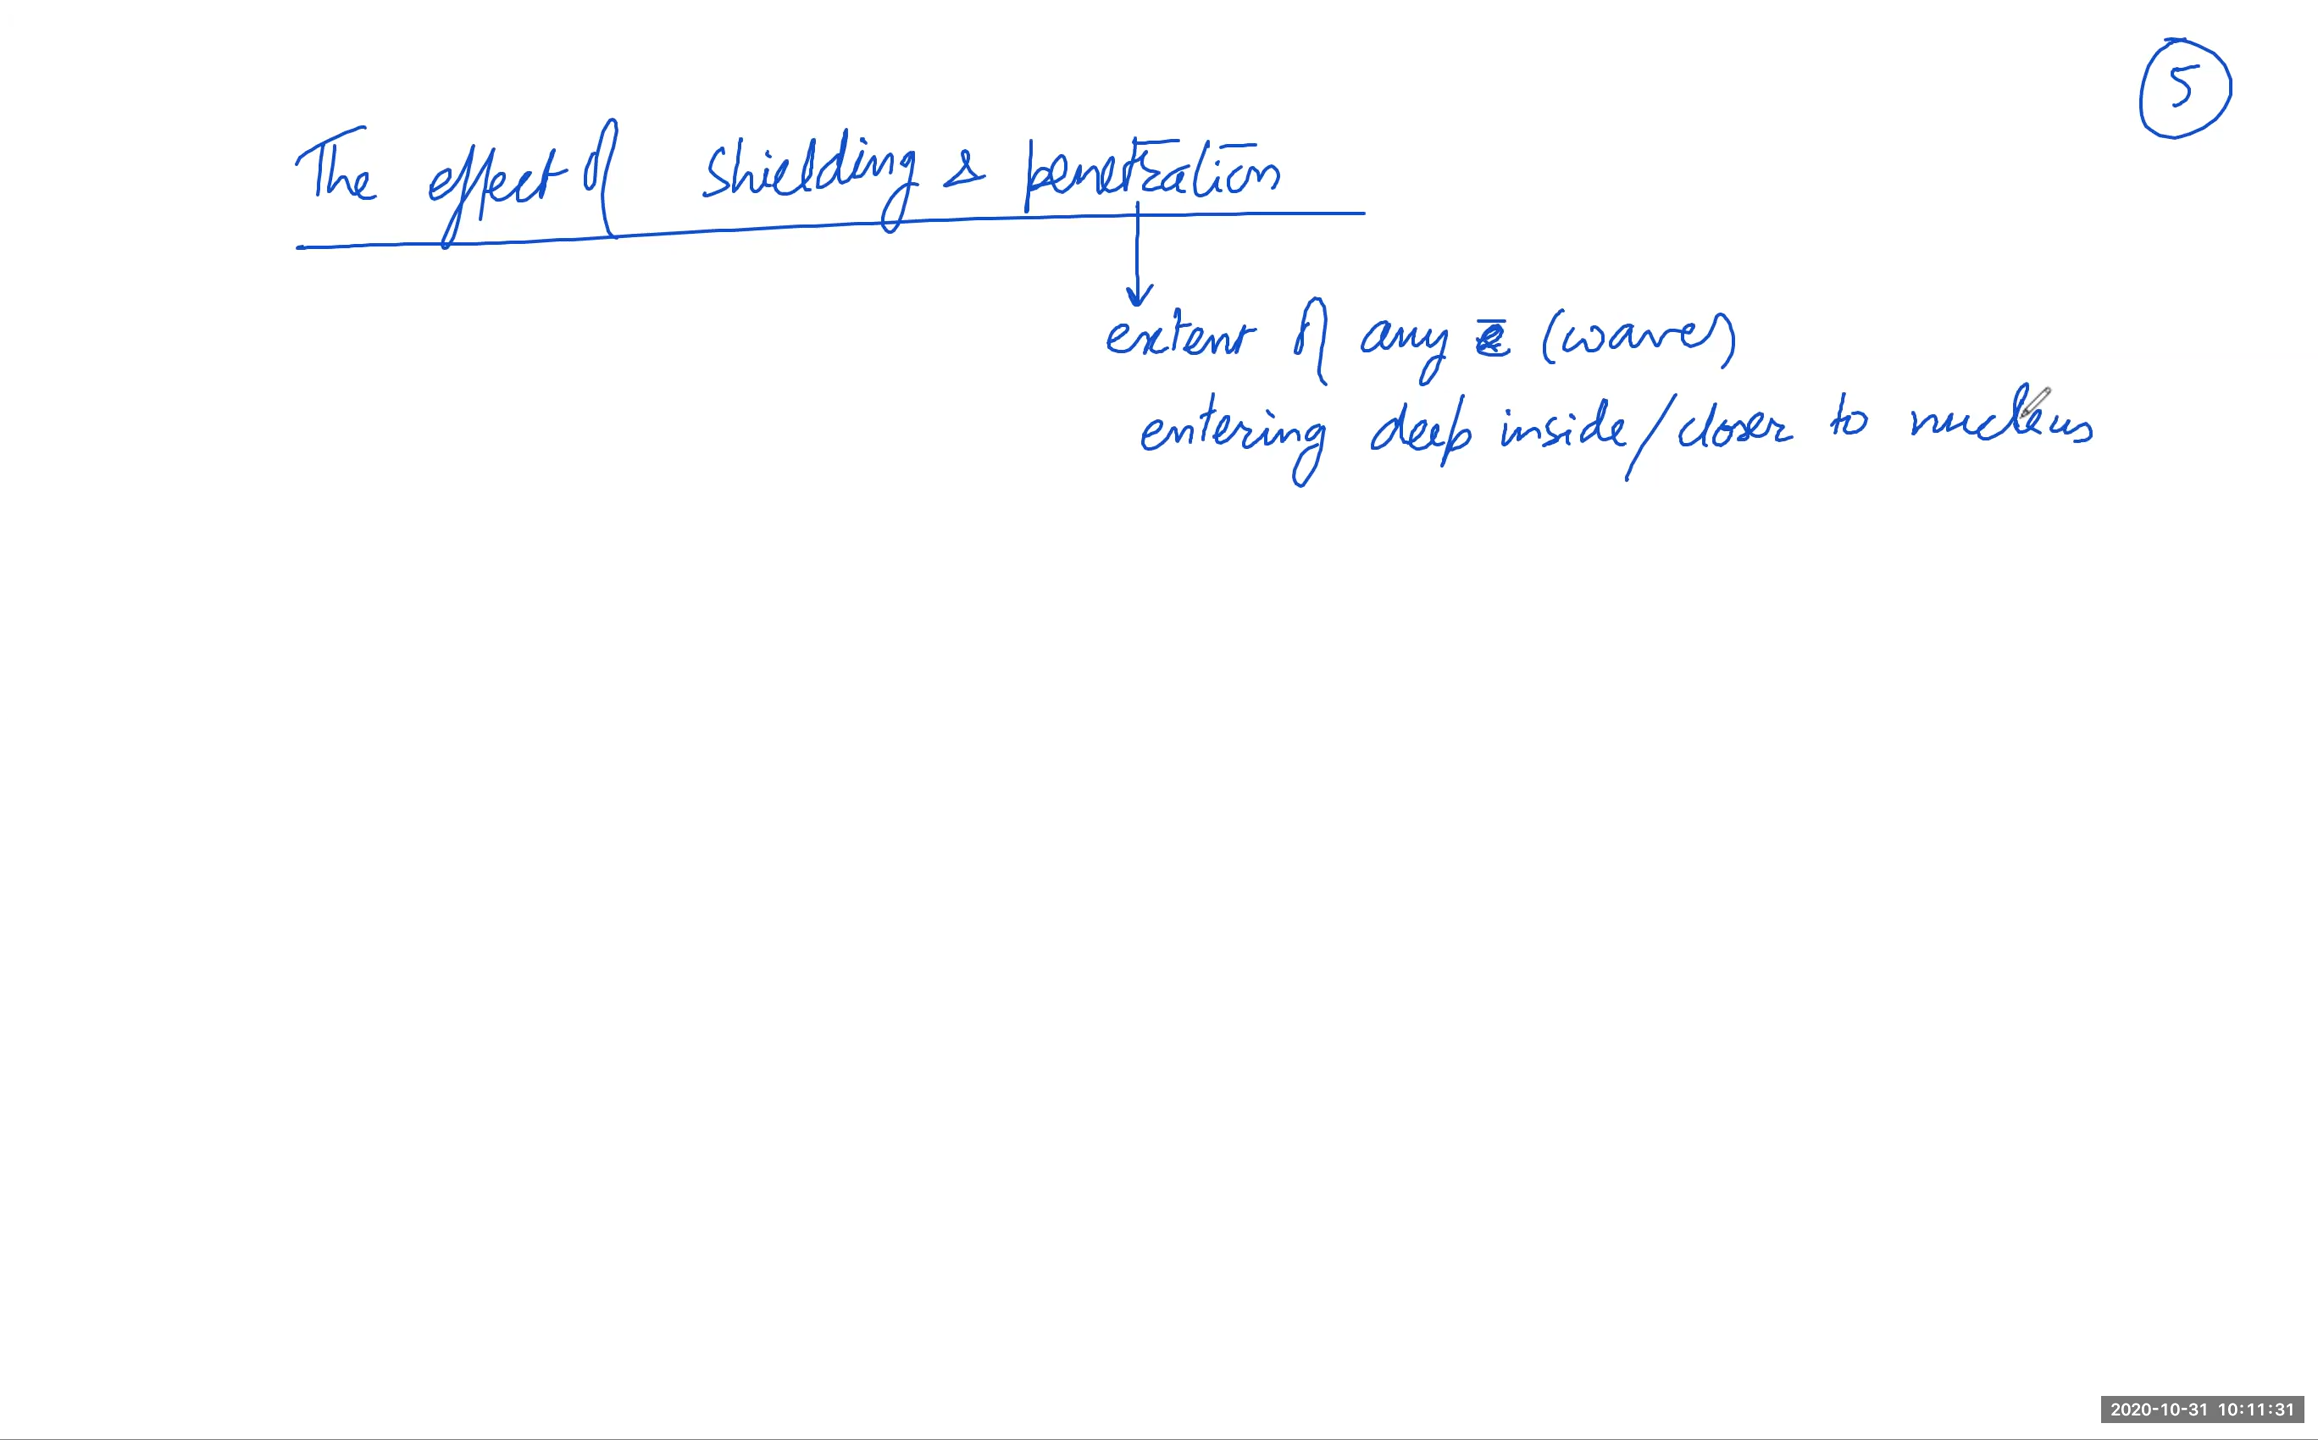 5
The effect of shielding & penetration
extent of any ē (waves)
entering deep inside/closer to nucleus
2020-10-31 10:11:31